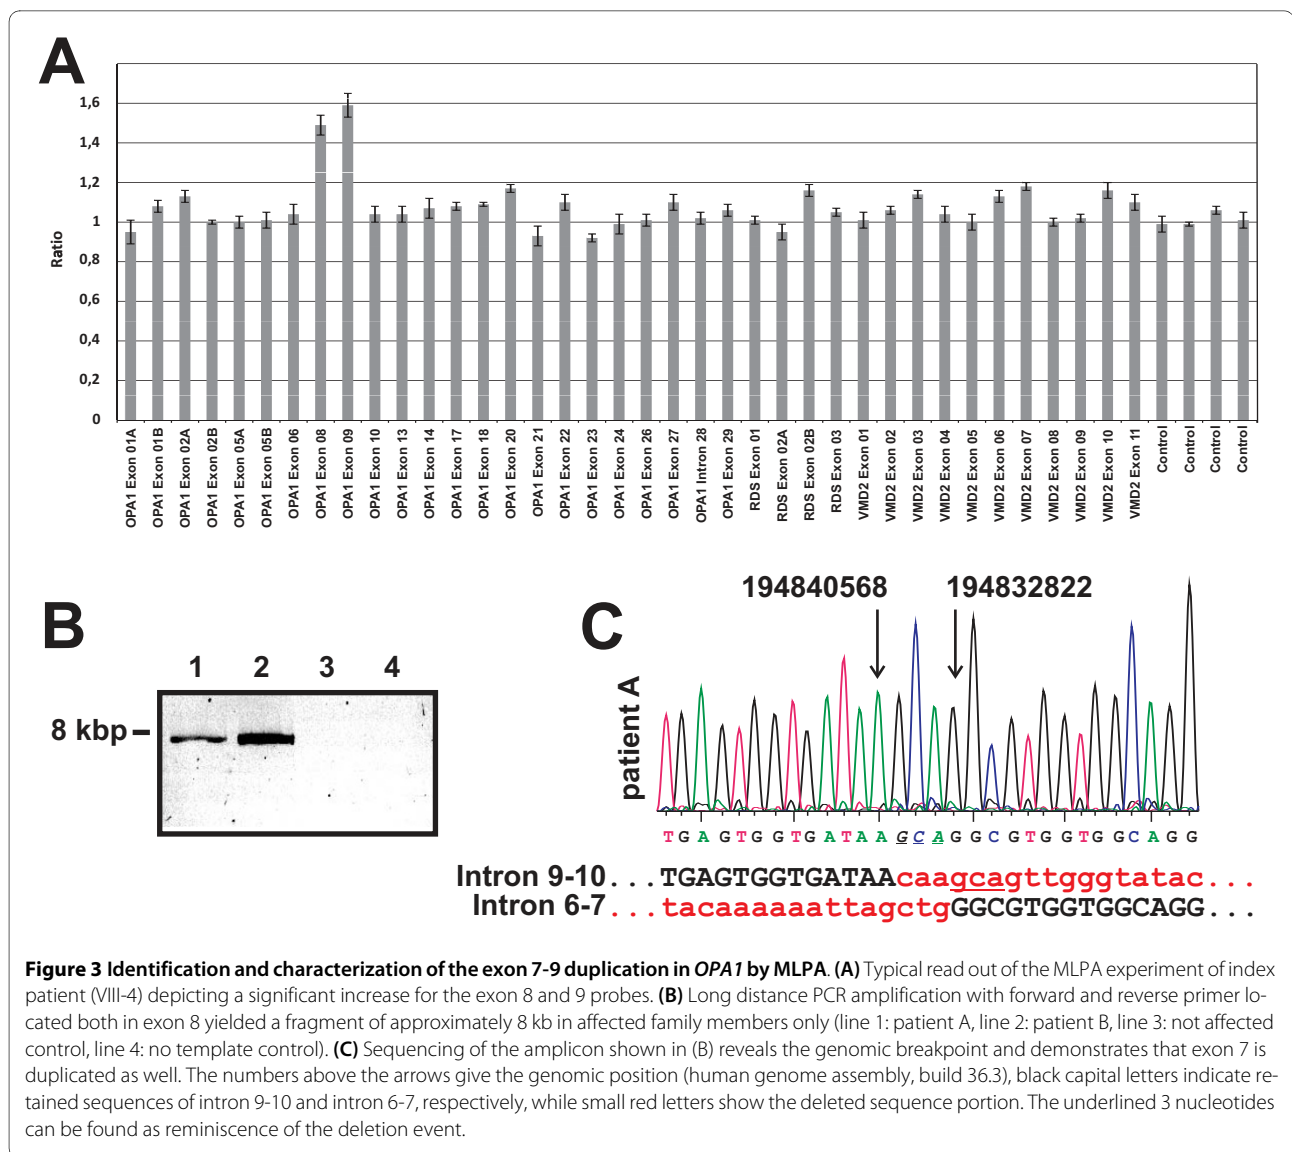 A
1,6
1,4
1,2
1
0,8
0,6
0,4
0,2
0
Ratio
OPA1 Exon 01A
OPA1 Exon 01B
OPA1 Exon 02A
OPA1 Exon 02B
OPA1 Exon 05A
OPA1 Exon 05B
OPA1 Exon 06
OPA1 Exon 08
OPA1 Exon 09
OPA1 Exon 10
OPA1 Exon 13
OPA1 Exon 14
OPA1 Exon 17
OPA1 Exon 18
OPA1 Exon 20
OPA1 Exon 21
OPA1 Exon 22
OPA1 Exon 23
OPA1 Exon 24
OPA1 Exon 26
OPA1 Exon 27
OPA1 Intron 28
OPA1 Exon 29
RDS Exon 01
RDS Exon 02A
RDS Exon 02B
RDS Exon 03
VMD2 Exon 01
VMD2 Exon 02
VMD2 Exon 03
VMD2 Exon 04
VMD2 Exon 05
VMD2 Exon 06
VMD2 Exon 07
VMD2 Exon 08
VMD2 Exon 09
VMD2 Exon 10
VMD2 Exon 11
Control
Control
Control
Control
B
1 2 3 4
8 kbp
C
194840568 194832822
patient A
TGAGTGGTGATAAGCAGGCGTGGTGGCAGG
Intron 9-10...TGAGTGGTGATAAcaagcagttgggtatac...
Intron 6-7...tacaaaaaattagctgGGCGTGGTGGCAGG...
Figure 3 Identification and characterization of the exon 7-9 duplication in OPA1 by MLPA. (A) Typical read out of the MLPA experiment of index
patient (VIII-4) depicting a significant increase for the exon 8 and 9 probes. (B) Long distance PCR amplification with forward and reverse primer lo-
cated both in exon 8 yielded a fragment of approximately 8 kb in affected family members only (line 1: patient A, line 2: patient B, line 3: not affected
control, line 4: no template control). (C) Sequencing of the amplicon shown in (B) reveals the genomic breakpoint and demonstrates that exon 7 is
duplicated as well. The numbers above the arrows give the genomic position (human genome assembly, build 36.3), black capital letters indicate re-
tained sequences of intron 9-10 and intron 6-7, respectively, while small red letters show the deleted sequence portion. The underlined 3 nucleotides
can be found as reminiscence of the deletion event.